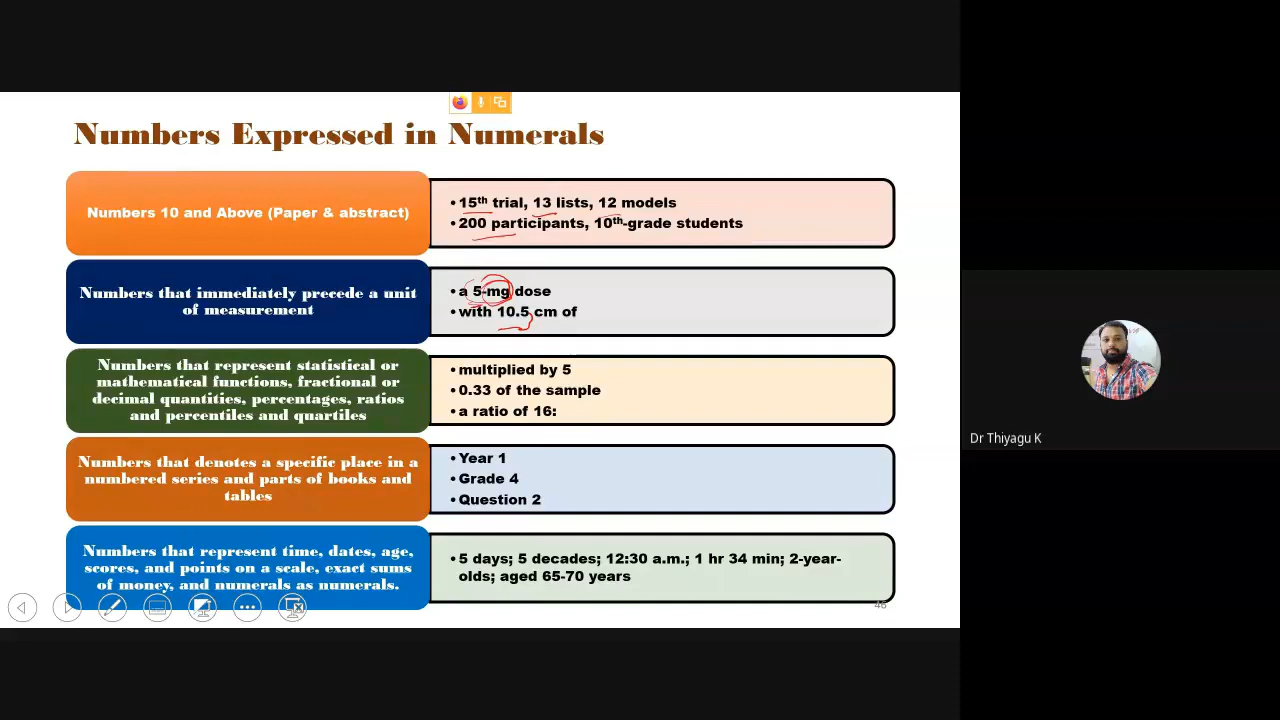 Numbers Expressed in Numerals
Numbers 10 and Above (Paper & abstract)
•15th trial, 13 lists, 12 models
•200 participants, 10th-grade students
Numbers that immediately precede a unit
of measurement
•a 5-mg dose
•with 10.5 cm of
Numbers that represent statistical or
mathematical functions, fractional or
decimal quantities, percentages, ratios
and percentiles and quartiles
•multiplied by 5
•0.33 of the sample
•a ratio of 16:
Numbers that denotes a specific place in a
numbered series and parts of books and
tables
•Year 1
•Grade 4
•Question 2
Numbers that represent time, dates, age,
scores, and points on a scale, exact sums
of money, and numerals as numerals.
•5 days; 5 decades; 12:30 a.m.; 1 hr 34 min; 2-year-
olds; aged 65-70 years
46
Dr Thiyagu K